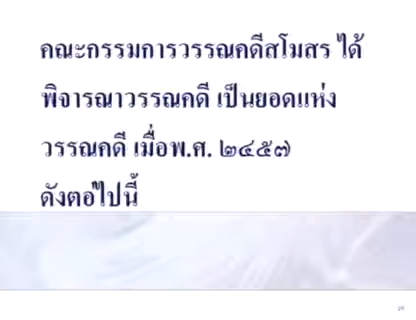 คณะกรรมการวรรณคดีสโมสร ได้
พิจารณาวรรณคดี เป็นยอดแห่ง
วรรณคดี เมื่อพ.ศ. ๒๔๕๗
ดังต่อไปนี้